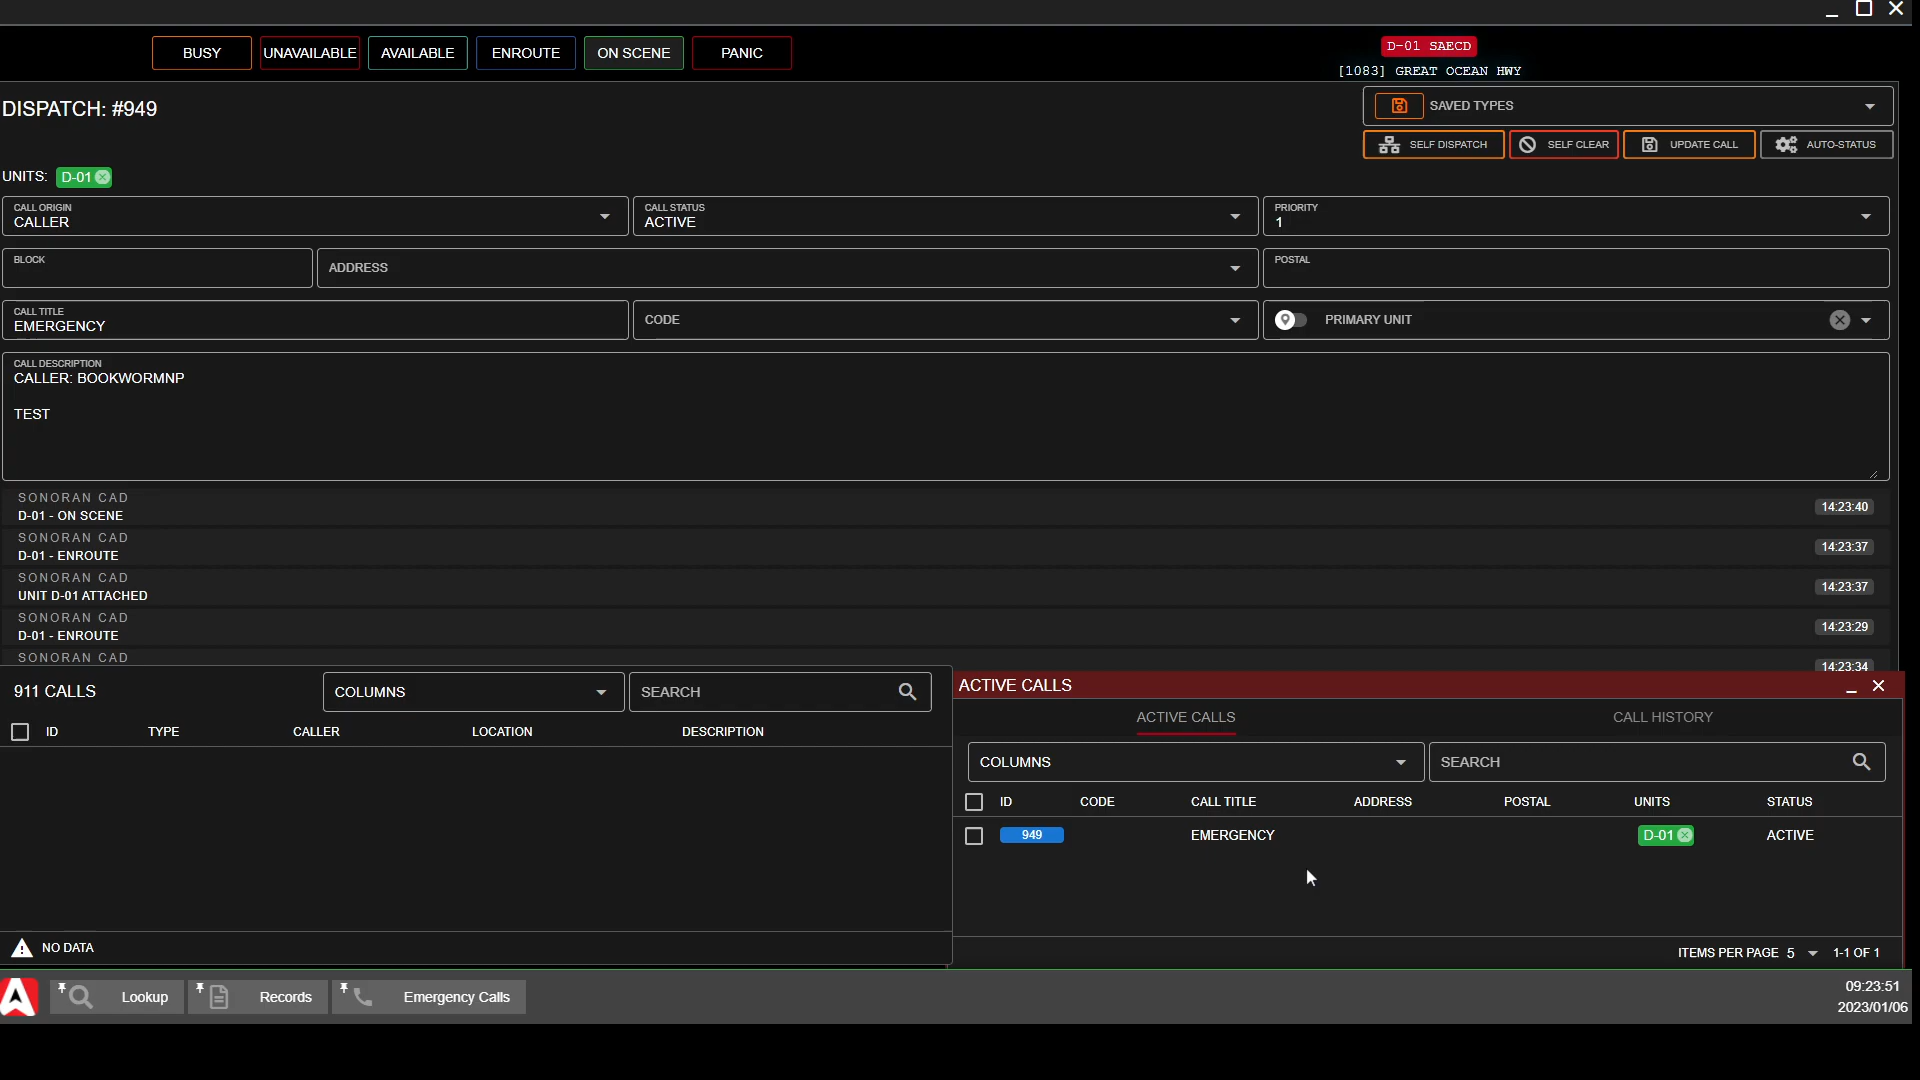 BUSY
UNAVAILABLE
AVAILABLE
ENROUTE
ON SCENE
PANIC
D-01 SAECD
[1083] GREAT OCEAN HWY
DISPATCH: #949
SAVED TYPES
SELF DISPATCH
SELF CLEAR
UPDATE CALL
AUTO-STATUS
UNITS: D-01
CALL ORIGIN
CALLER
CALL STATUS
ACTIVE
PRIORITY
1
BLOCK
ADDRESS
POSTAL
CALL TITLE
EMERGENCY
CODE
PRIMARY UNIT
CALL DESCRIPTION
CALLER: BOOKWORMNP
TEST
SONORAN CAD
D-01 - ON SCENE
14:23:40
SONORAN CAD
D-01 - ENROUTE
14:23:37
SONORAN CAD
UNIT D-01 ATTACHED
14:23:37
SONORAN CAD
D-01 - ENROUTE
14:23:29
SONORAN CAD
14:23:34
911 CALLS
COLUMNS
SEARCH
ID TYPE CALLER LOCATION DESCRIPTION
NO DATA
ACTIVE CALLS
ACTIVE CALLS
CALL HISTORY
COLUMNS
SEARCH
ID CODE CALL TITLE ADDRESS POSTAL UNITS STATUS
949 EMERGENCY D-01 ACTIVE
ITEMS PER PAGE 5 1-1 OF 1
Lookup
Records
Emergency Calls
09:23:51
2023/01/06